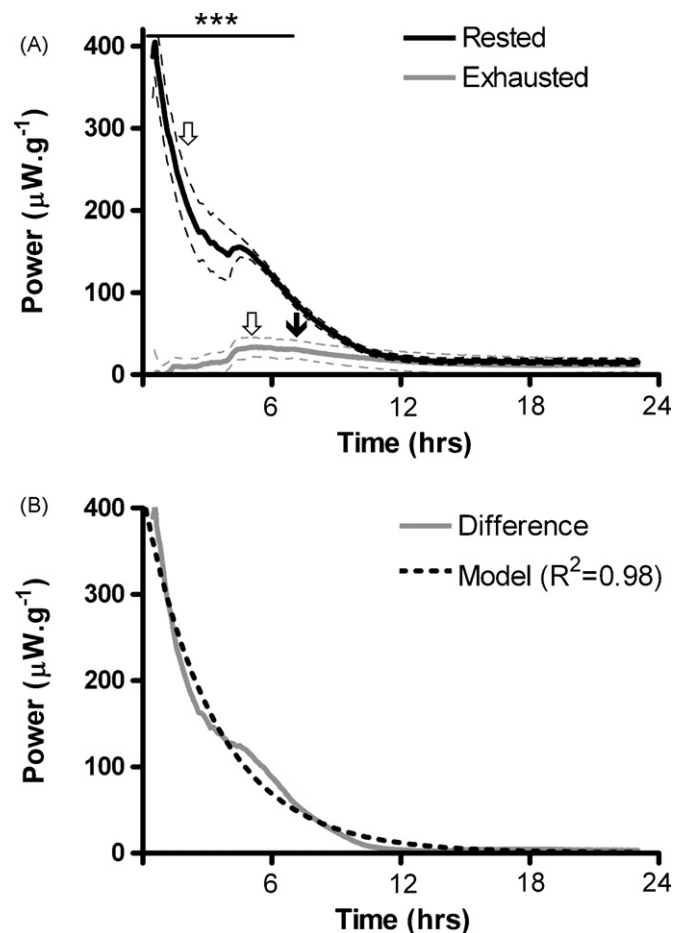 (A)
***
Rested
Exhausted
Power (μW.g⁻¹)
400
300
200
100
0
6
12
18
24
Time (hrs)
(B)
Difference
Model (R²=0.98)
Power (μW.g⁻¹)
400
300
200
100
0
6
12
18
24
Time (hrs)